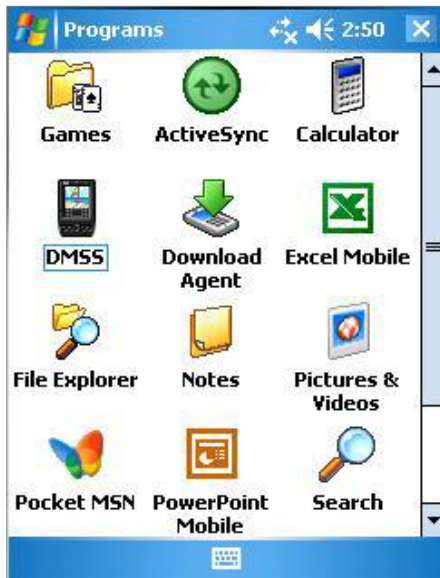 Programs 2:50
Games ActiveSync Calculator
DMSS Download Excel Mobile
Agent
File Explorer Notes Pictures &
Videos
Pocket MSN PowerPoint Search
Mobile